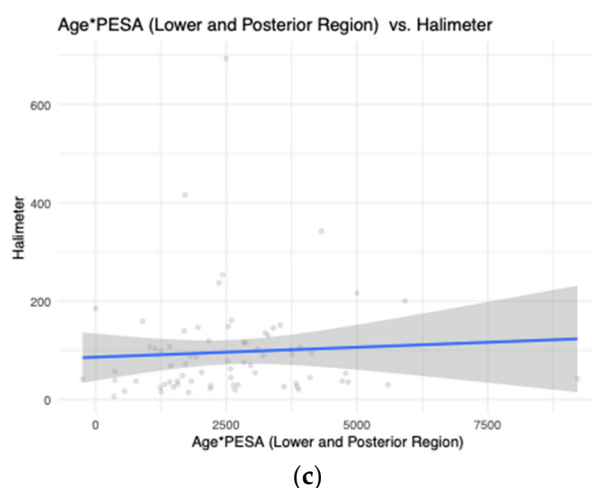 Age*PESA (Lower and Posterior Region)  vs. Halimeter
600
400
200
0
Halimeter
0 2500 5000 7500
Age*PESA (Lower and Posterior Region)
(c)